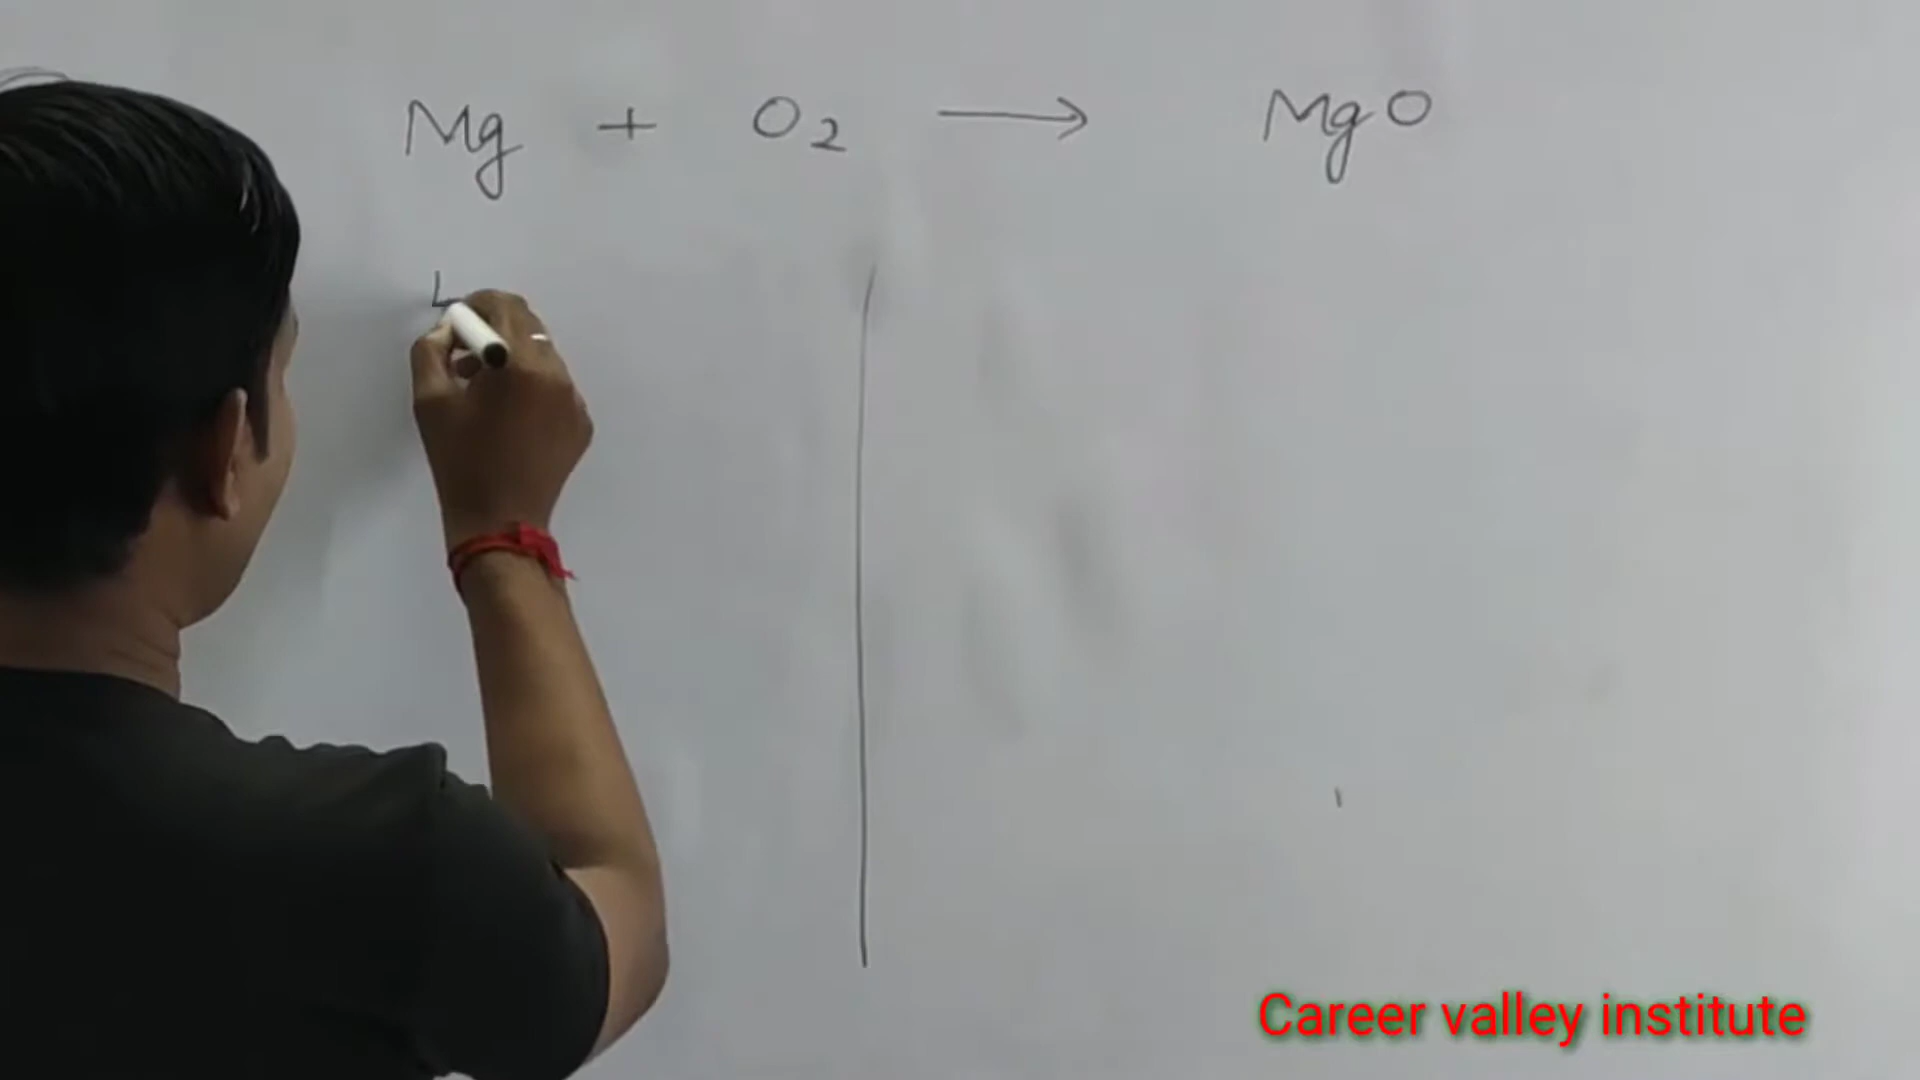 Mg + O₂ → MgO
L
Career valley institute